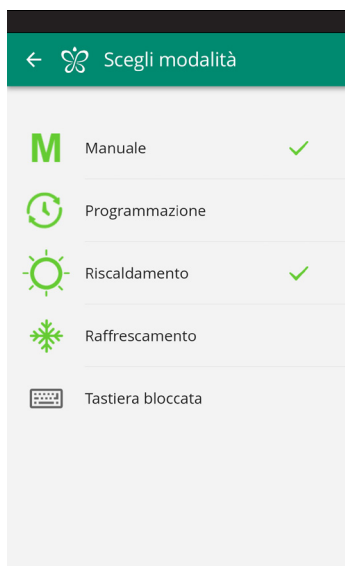 Scegli modalità
M Manuale
Programmazione
Riscaldamento
Raffrescamento
Tastiera bloccata